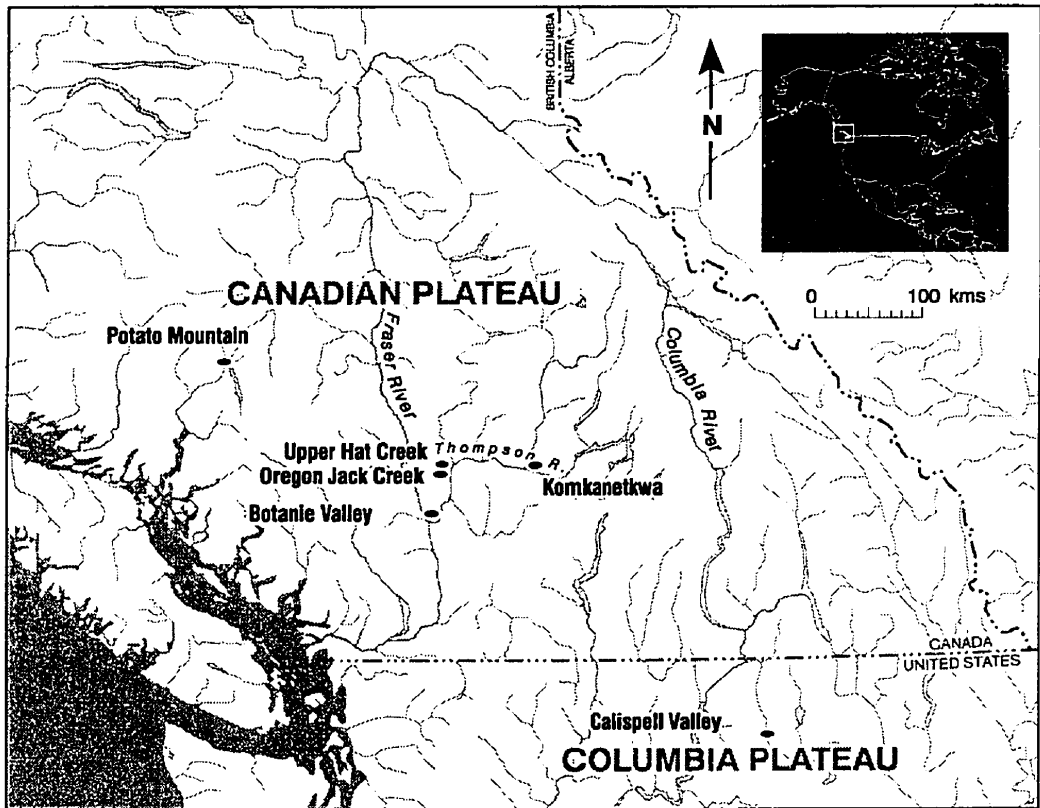 BRITISH COLUMBIA
ALBERTA
N
0 100 kms
CANADIAN PLATEAU
Potato Mountain
Fraser River
Columbia River
Upper Hat Creek
Thompson R.
Oregon Jack Creek
Komkanetkwa
Botanie Valley
CANADA
UNITED STATES
Calispell Valley
COLUMBIA PLATEAU